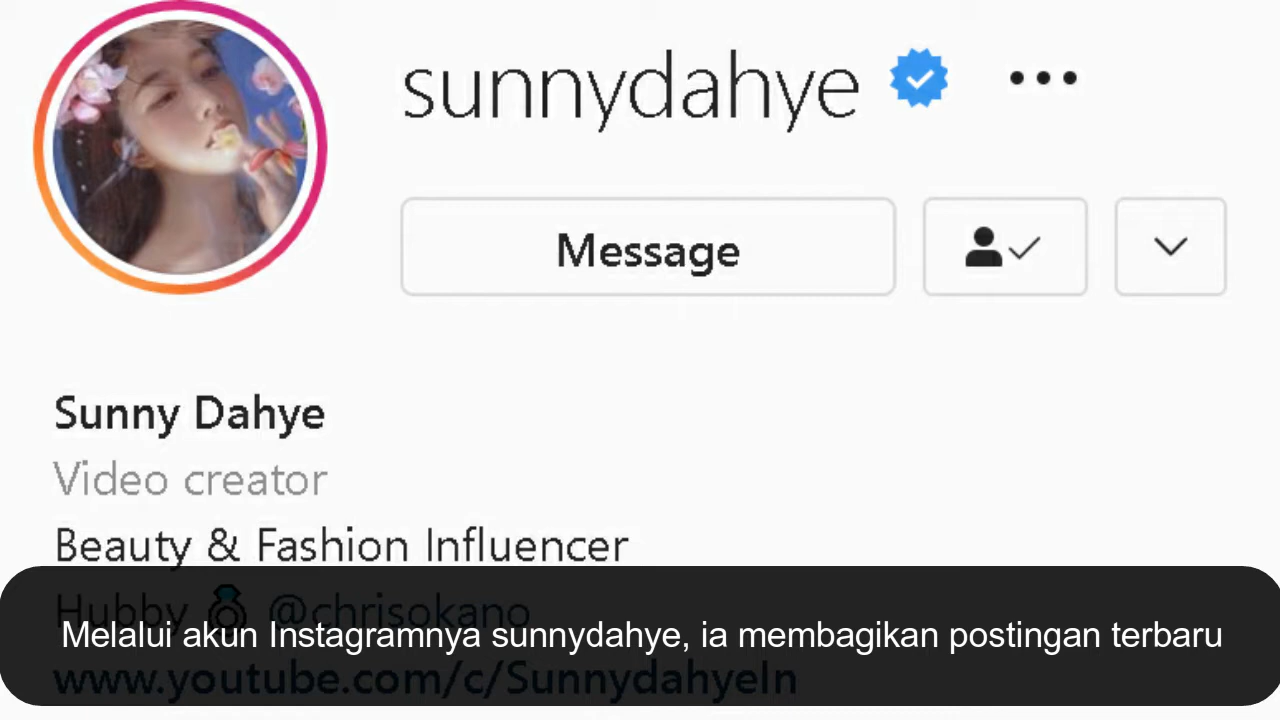 sunnydahye
Message
Sunny Dahye
Video creator
Beauty & Fashion Influencer
Hubby @chrisokano
Melalui akun Instagramnya sunnydahye, ia membagikan postingan terbaru
www.youtube.com/c/SunnydahyeIn